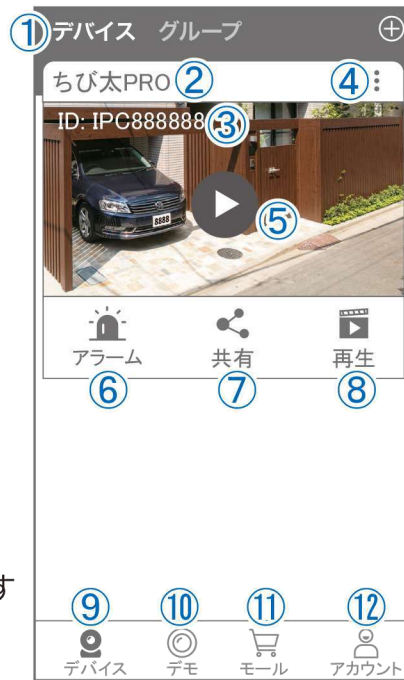 ① デバイス グループ
ちび太PRO ② ④
ID: IPC888888 ③
8888
⑤
アラーム 共有 再生
⑥ ⑦ ⑧
す
⑨ ⑩ ⑪ ⑫
デバイス デモ モール アカウント